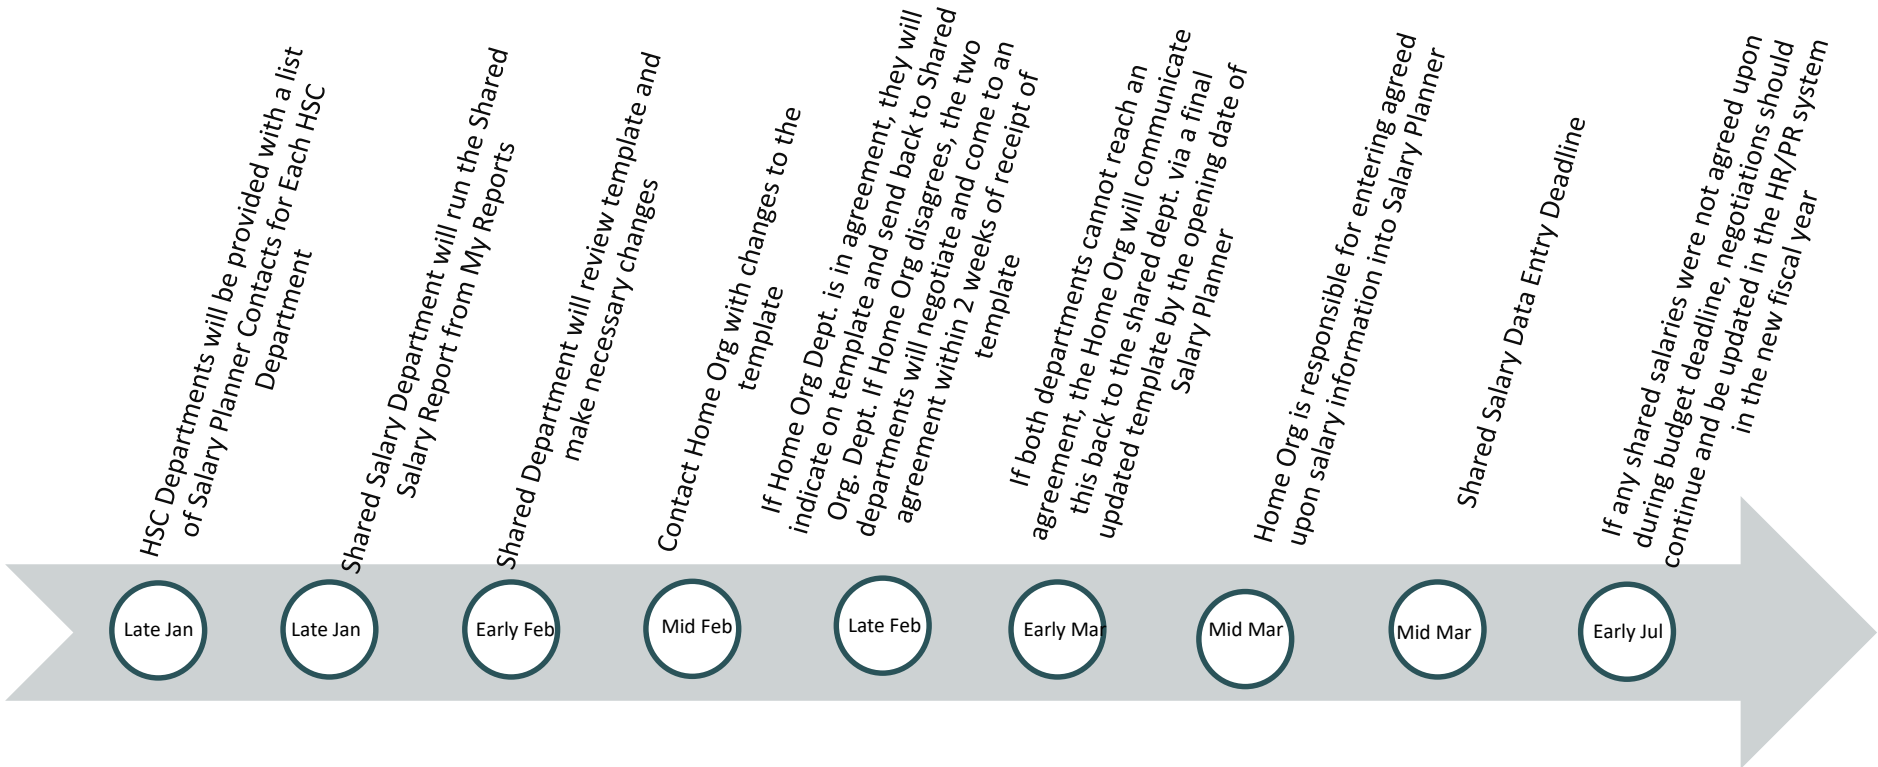 HSC Departments will be provided with a list
of Salary Planner Contacts for Each HSC
Department
Shared Salary Department will run the Shared
Salary Report from My Reports
Shared Department will review template and
make necessary changes
Contact Home Org with changes to the
template
If Home Org Dept. is in agreement, they will
indicate on template and send back to Shared
Org. Dept. If Home Org disagrees, the two
departments will negotiate and come to an
agreement within 2 weeks of receipt of
template
If both departments cannot reach an
agreement, the Home Org will communicate
this back to the shared dept. via a final
updated template by the opening date of
Salary Planner
Home Org is responsible for entering agreed
upon salary information into Salary Planner
Shared Salary Data Entry Deadline
If any shared salaries were not agreed upon
during budget deadline, negotiations should
continue and be updated in the HR/PR system
in the new fiscal year
Late Jan
Late Jan
Early Feb
Mid Feb
Late Feb
Early Mar
Mid Mar
Mid Mar
Early Jul